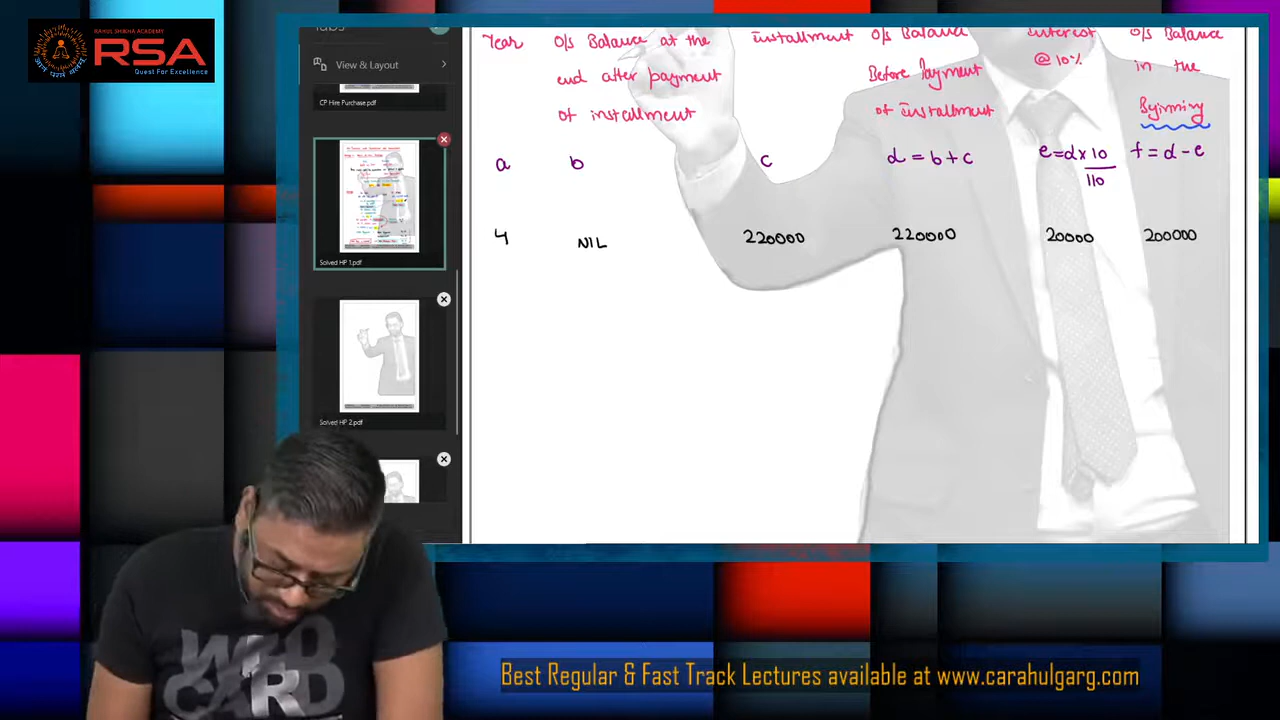 RAHUL SHIKHA ACADEMY
RSA
Quest For Excellence
View & Layout
CP Hire Purchase.pdf
Solved HP 1.pdf
Solved HP 2.pdf
Year O/s Balance at the end after payment of installment
installment
O/s Balance Before Payment of installment
Interest @ 10%
O/s Balance in the Beginning
a b c d = b + c e = d x 10/110 f = d - e
4 NIL 220000 220000 20000 200000
WILD
CARD
Best Regular & Fast Track Lectures available at www.carahulgarg.com